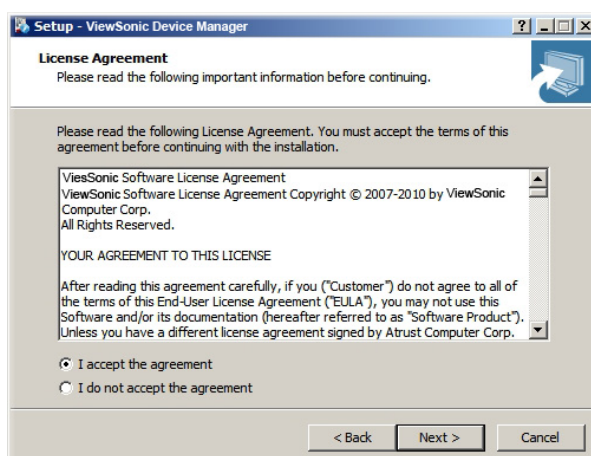 Setup - ViewSonic Device Manager
License Agreement
Please read the following important information before continuing.
Please read the following License Agreement. You must accept the terms of this
agreement before continuing with the installation.
ViesSonic Software License Agreement
ViewSonic Software License Agreement Copyright © 2007-2010 by ViewSonic
Computer Corp.
All Rights Reserved.
YOUR AGREEMENT TO THIS LICENSE
After reading this agreement carefully, if you ("Customer") do not agree to all of
the terms of this End-User License Agreement ("EULA"), you may not use this
Software and/or its documentation (hereafter referred to as "Software Product").
Unless you have a different license agreement signed by Atrust Computer Corp.
I accept the agreement
I do not accept the agreement
< Back Next > Cancel